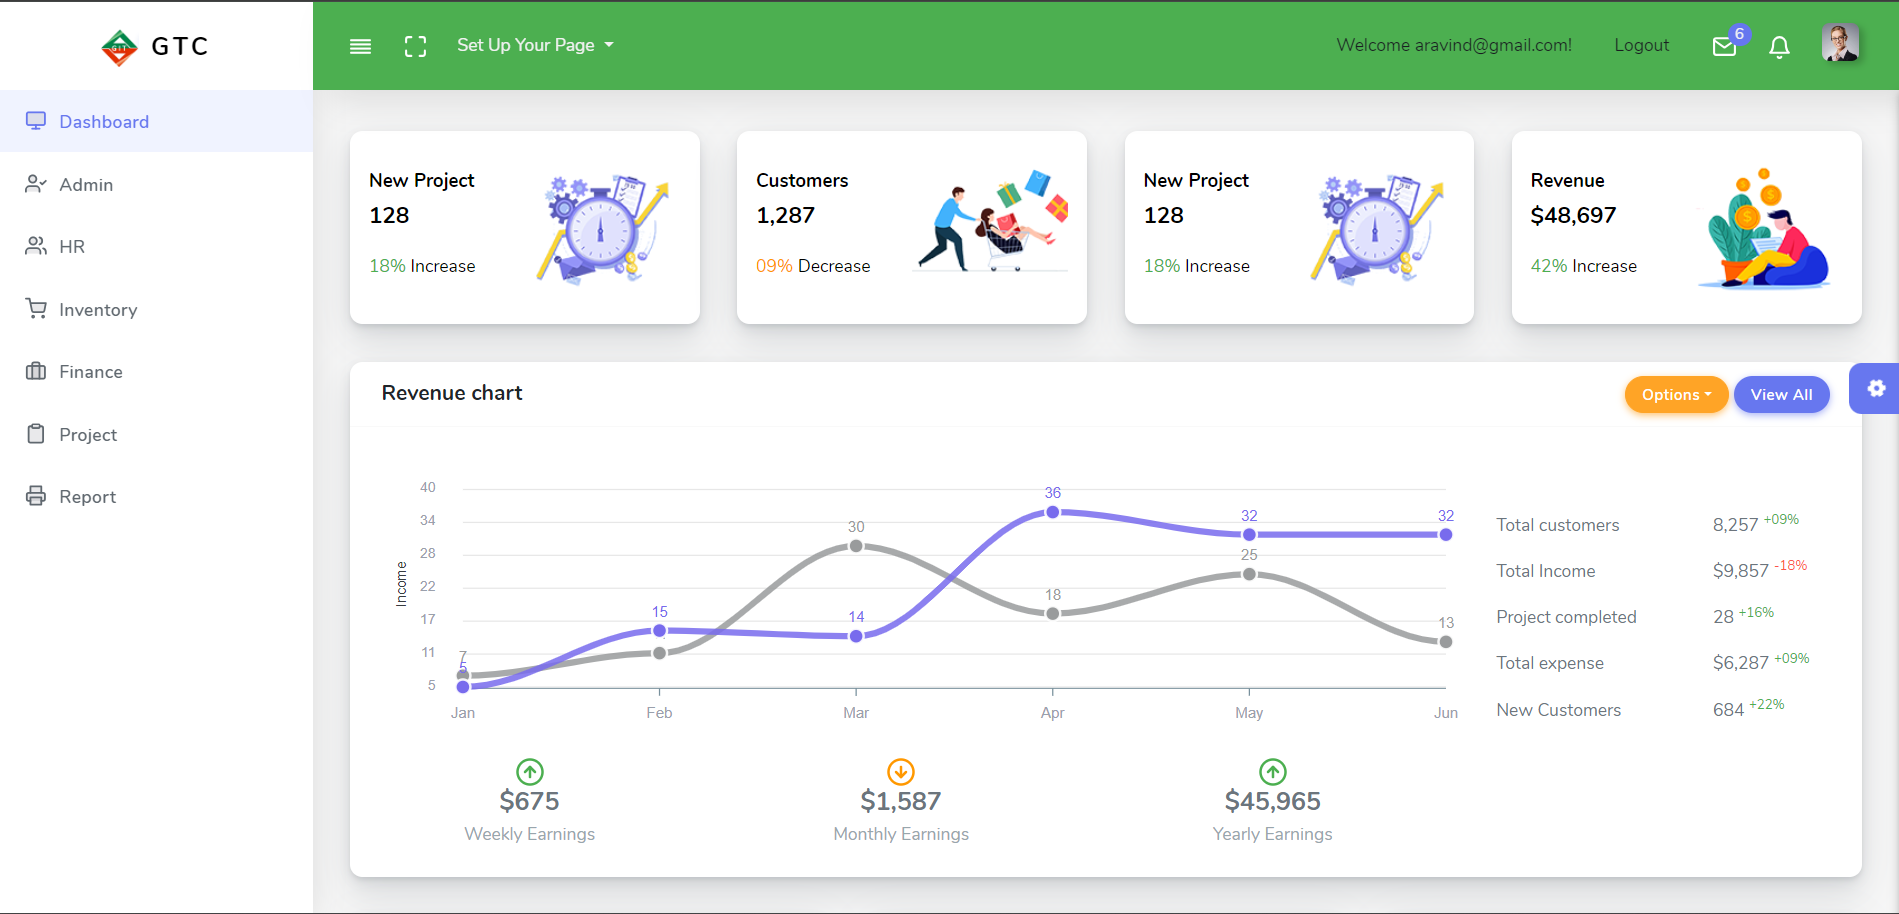 GTC
Set Up Your Page
Welcome aravind@gmail.com!
Logout
6
Dashboard
Admin
HR
Inventory
Finance
Project
Report
New Project
128
18% Increase
Customers
1,287
09% Decrease
New Project
128
18% Increase
Revenue
$48,697
42% Increase
Revenue chart
Options
View All
Income
40
34
28
22
17
11
5
7
5
15
30
14
36
18
32
25
32
13
Jan
Feb
Mar
Apr
May
Jun
Total customers 8,257 +09%
Total Income $9,857 -18%
Project completed 28 +16%
Total expense $6,287 +09%
New Customers 684 +22%
$675
Weekly Earnings
$1,587
Monthly Earnings
$45,965
Yearly Earnings